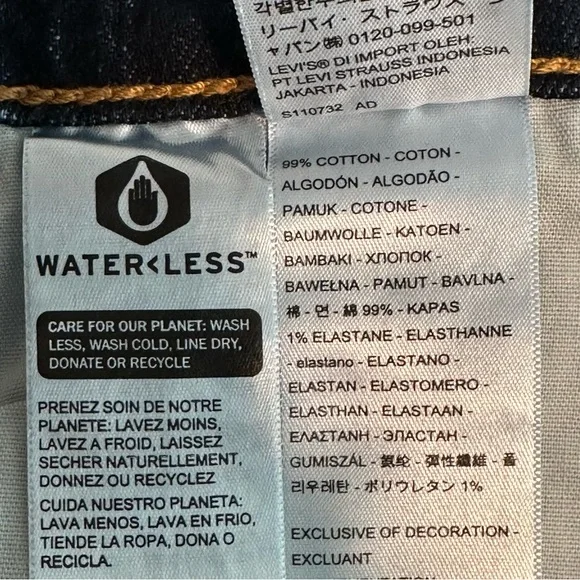 각별한
リーバイ・ストラウス
ャパン㈱ 0120-099-501
LEVI'S® DI IMPORT OLEH:
PT LEVI STRAUSS INDONESIA
JAKARTA - INDONESIA
S110732 AD
WATER<LESS™
CARE FOR OUR PLANET: WASH
LESS, WASH COLD, LINE DRY,
DONATE OR RECYCLE
PRENEZ SOIN DE NOTRE
PLANETE: LAVEZ MOINS,
LAVEZ A FROID, LAISSEZ
SECHER NATURELLEMENT,
DONNEZ OU RECYCLEZ
CUIDA NUESTRO PLANETA:
LAVA MENOS, LAVA EN FRIO,
TIENDE LA ROPA, DONA O
RECICLA.
99% COTTON - COTON -
ALGODÓN - ALGODÃO -
PAMUK - COTONE -
BAUMWOLLE - KATOEN -
BAMBAKI - ХЛОПОК -
BAWEŁNA - PAMUT - BAVLNA -
棉 - 면 - 綿 99% - KAPAS
1% ELASTANE - ELASTHANNE
- elastano - ELASTANO -
ELASTAN - ELASTOMERO -
ELASTHAN - ELASTAAN -
ΕΛΑΣΤΑΝΗ - ЭЛАСТАН -
GUMISZÁL - 氨纶 - 弾性纖維 - 폴
리우레탄 - ポリウレタン 1%
EXCLUSIVE OF DECORATION -
EXCLUANT